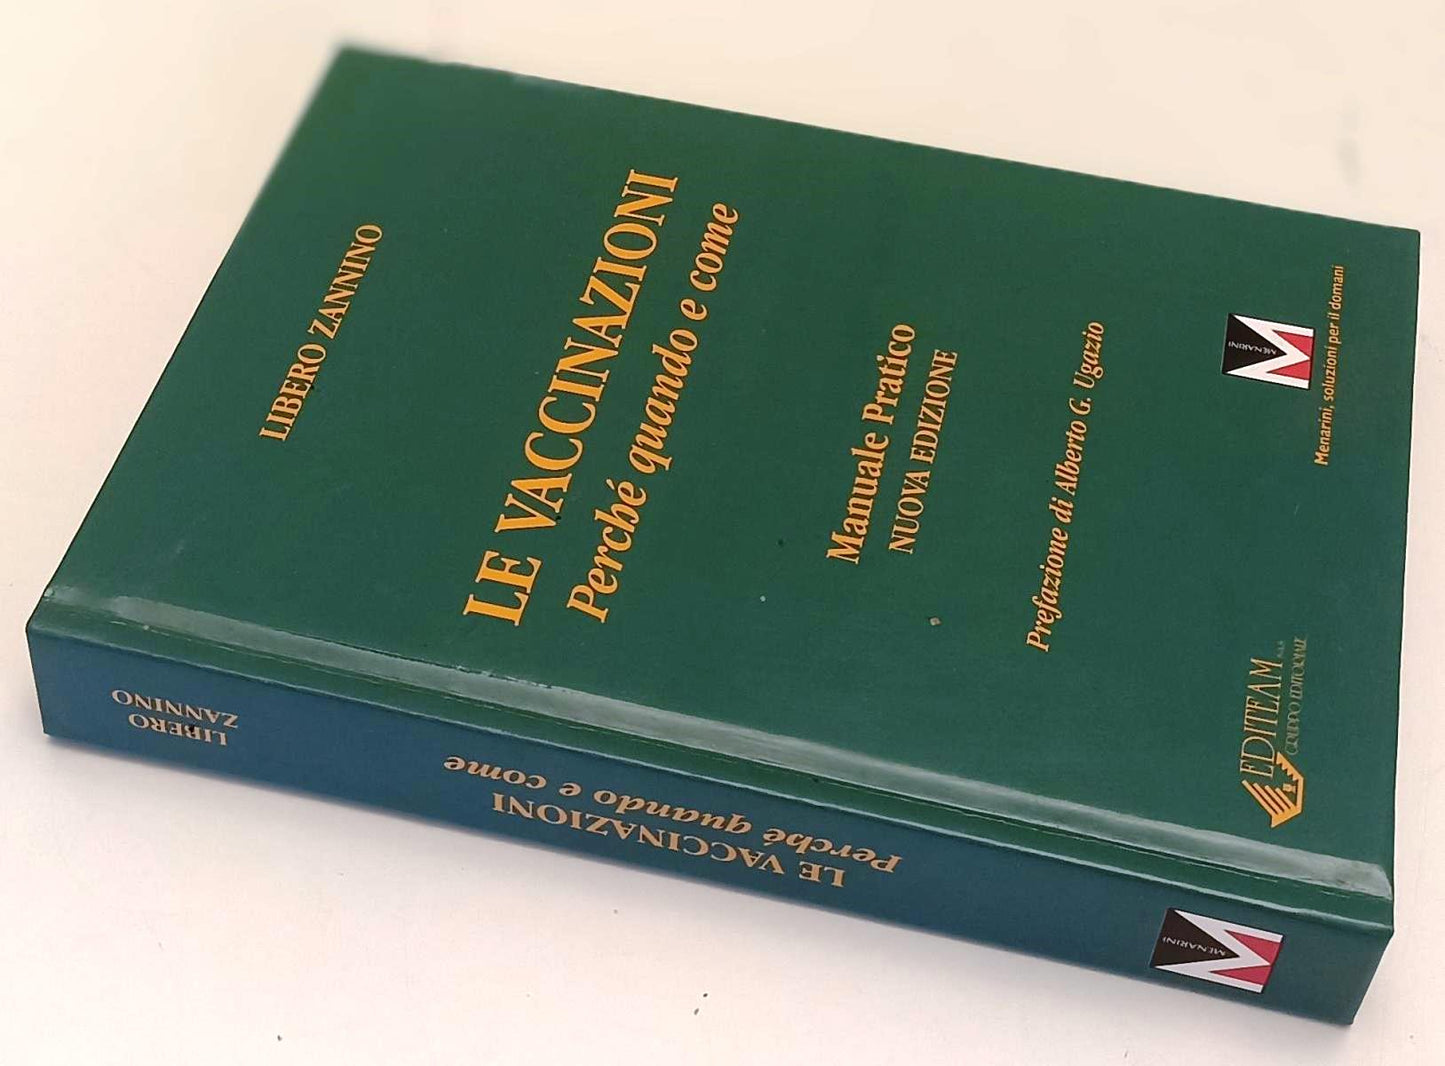 LIBERO ZANNINO
LE VACCINAZIONI
Perché quando e come
Manuale Pratico
NUOVA EDIZIONE
Prefazione di Alberto G. Ugazio
MENARINI
Menarini, soluzioni per il domani
EDITEAM
GRUPPO EDITORIALE
LIBERO
ZANNINO
LE VACCINAZIONI
Perché quando e come
MENARINI